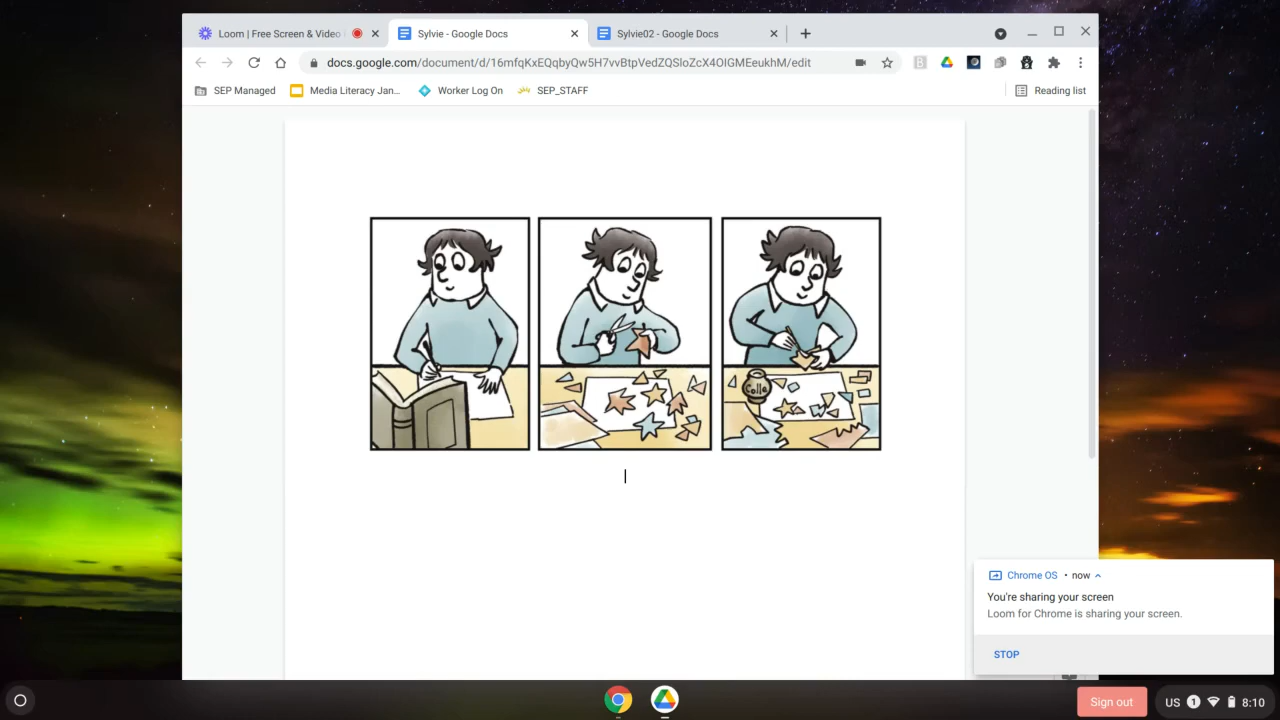 Loom | Free Screen & Video
Sylvie - Google Docs
Sylvie02 - Google Docs
docs.google.com/document/d/16mfqKxEQqbyQw5H7vvBtpVedZQSloZcX4OIGMEeukhM/edit
SEP Managed
Media Literacy Jan...
Worker Log On
SEP_STAFF
Reading list
Colla
Chrome OS • now
You're sharing your screen
Loom for Chrome is sharing your screen.
STOP
Sign out
US 1 8:10